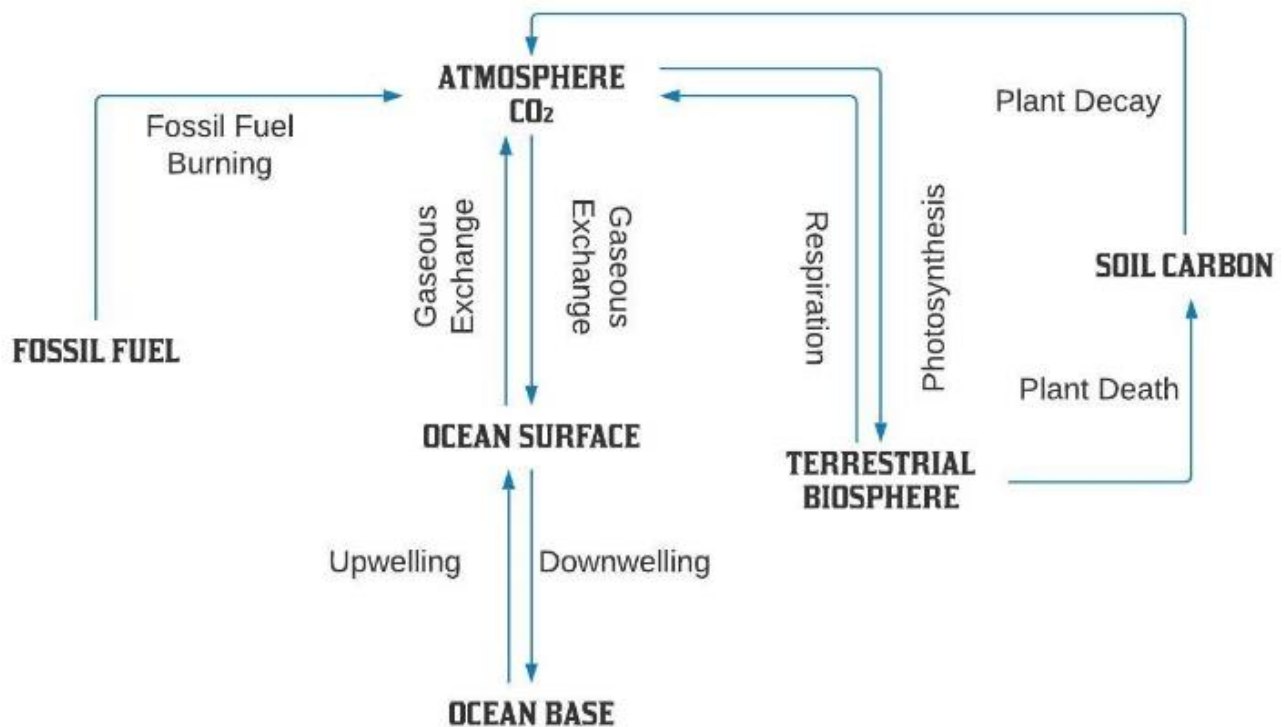 ATMOSPHERE
CO₂
Plant Decay
Fossil Fuel
Burning
Gaseous
Exchange
Gaseous
Exchange
Respiration
Photosynthesis
SOIL CARBON
FOSSIL FUEL
Plant Death
OCEAN SURFACE
TERRESTRIAL
BIOSPHERE
Upwelling
Downwelling
OCEAN BASE